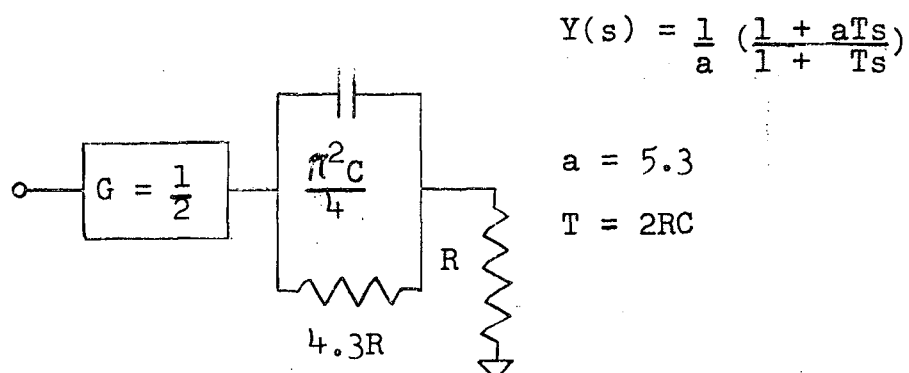 Y(s) = 1/a (1 + aTs / 1 + Ts)
π²C/4
G = 1/2
a = 5.3
T = 2RC
R
4.3R